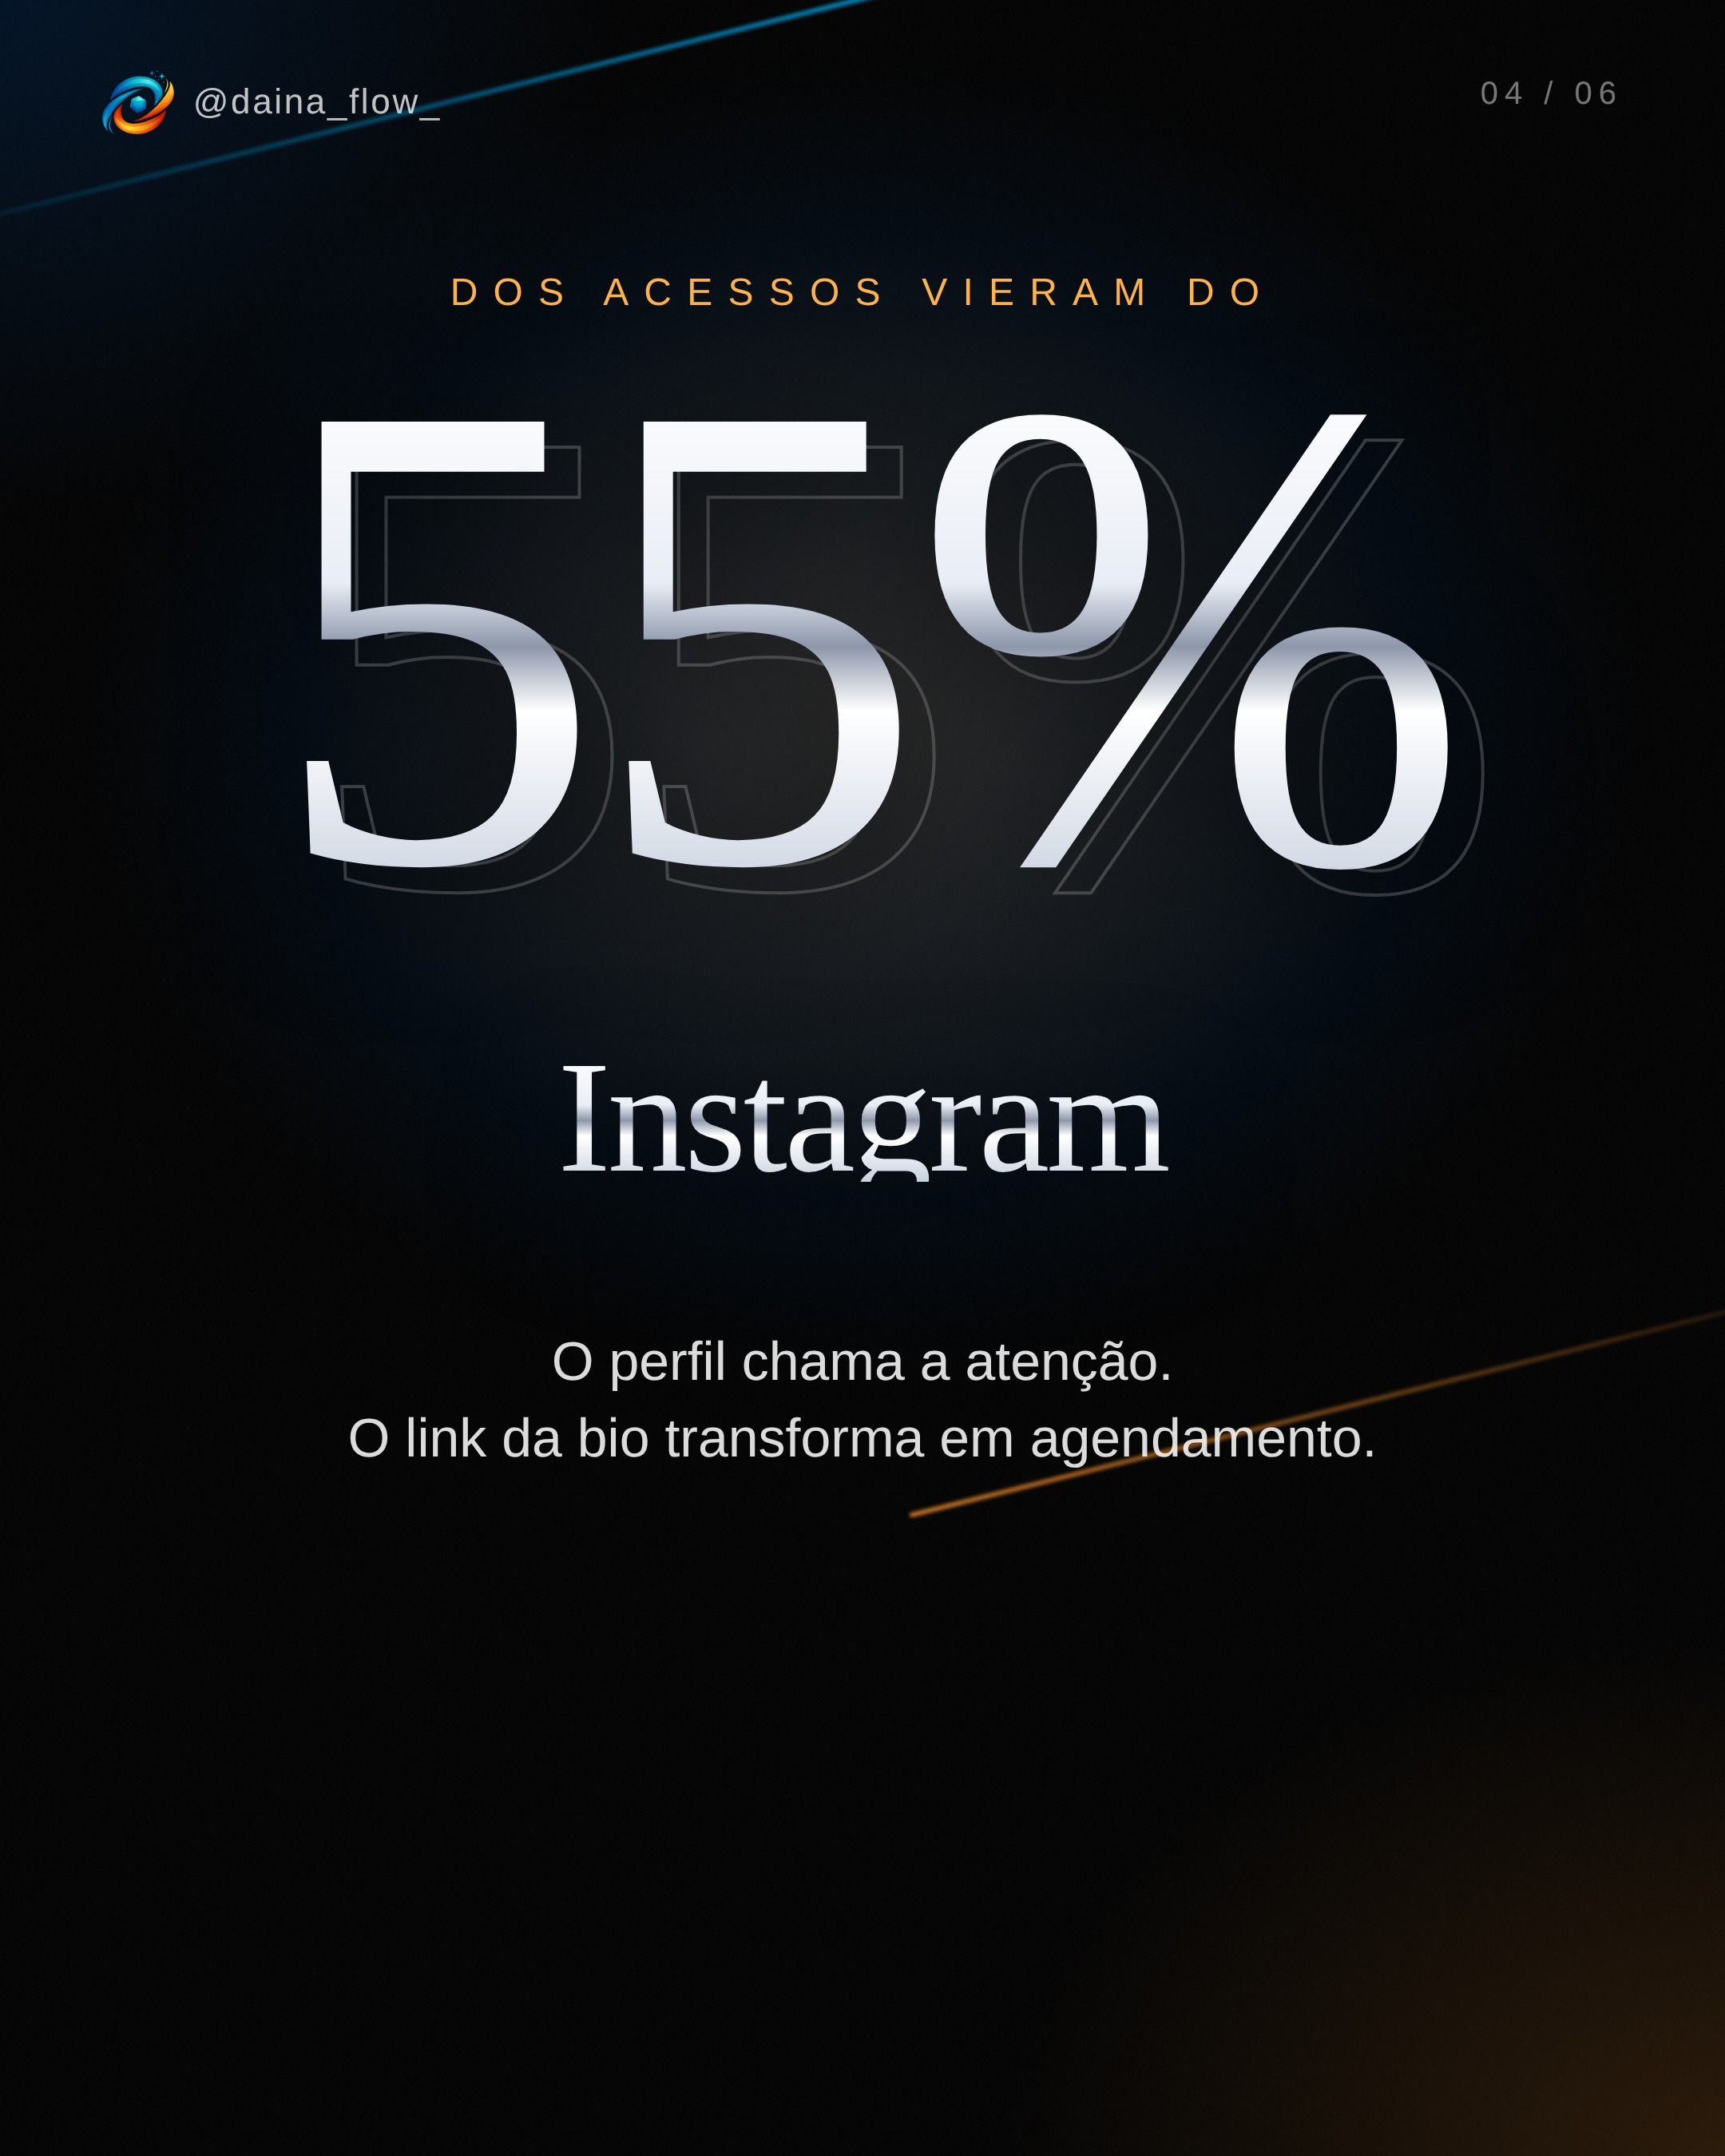 @daina_flow_
04 / 06
DOS ACESSOS VIERAM DO
55%
Instagram
O perfil chama a atenção.
O link da bio transforma em agendamento.